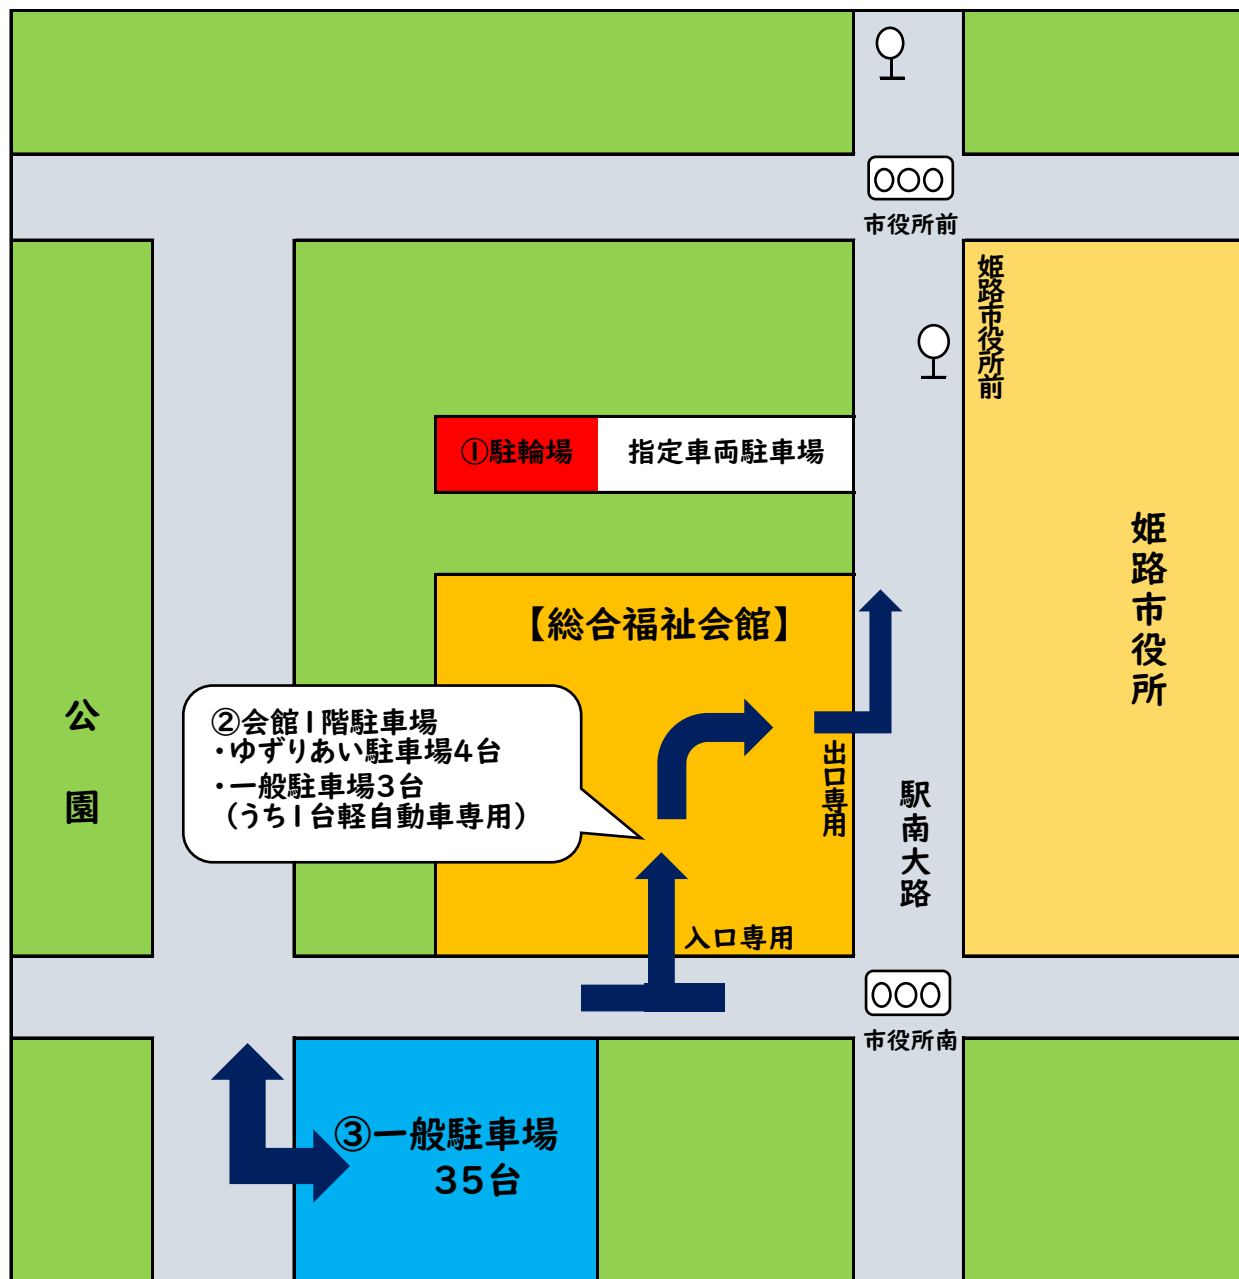 市役所前
姫路市役所前
①駐輪場
指定車両駐車場
姫路市役所
【総合福祉会館】
公園
②会館1階駐車場
・ゆずりあい駐車場4台
・一般駐車場3台
(うち1台軽自動車専用)
出口専用
駅南大路
入口専用
市役所南
③一般駐車場
35台